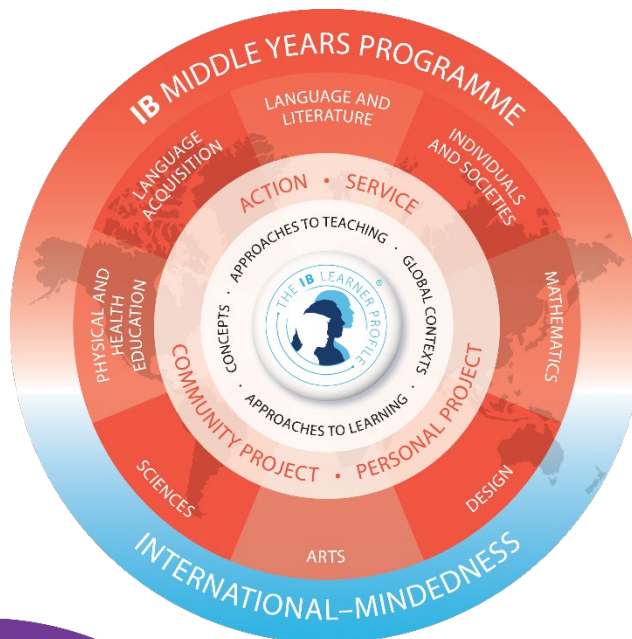 IB MIDDLE YEARS PROGRAMME
LANGUAGE AND
LITERATURE
INDIVIDUALS
AND SOCIETIES
MATHEMATICS
DESIGN
ARTS
SCIENCES
PHYSICAL AND
HEALTH
EDUCATION
LANGUAGE
ACQUISITION
ACTION • SERVICE
PERSONAL PROJECT
• COMMUNITY PROJECT
APPROACHES TO TEACHING
· GLOBAL CONTEXTS
· APPROACHES TO LEARNING
· CONCEPTS ·
THE IB LEARNER PROFILE
®
INTERNATIONAL–MINDEDNESS